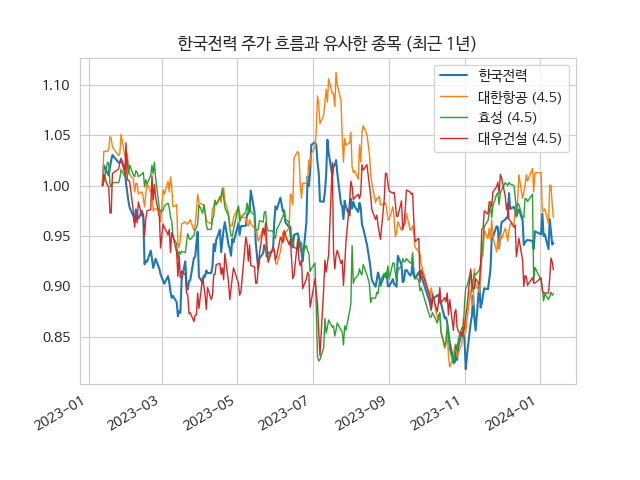 한국전력 주가 흐름과 유사한 종목 (최근 1년)
한국전력
대한항공 (4.5)
효성 (4.5)
대우건설 (4.5)
1.10
1.05
1.00
0.95
0.90
0.85
2023-01
2023-03
2023-05
2023-07
2023-09
2023-11
2024-01